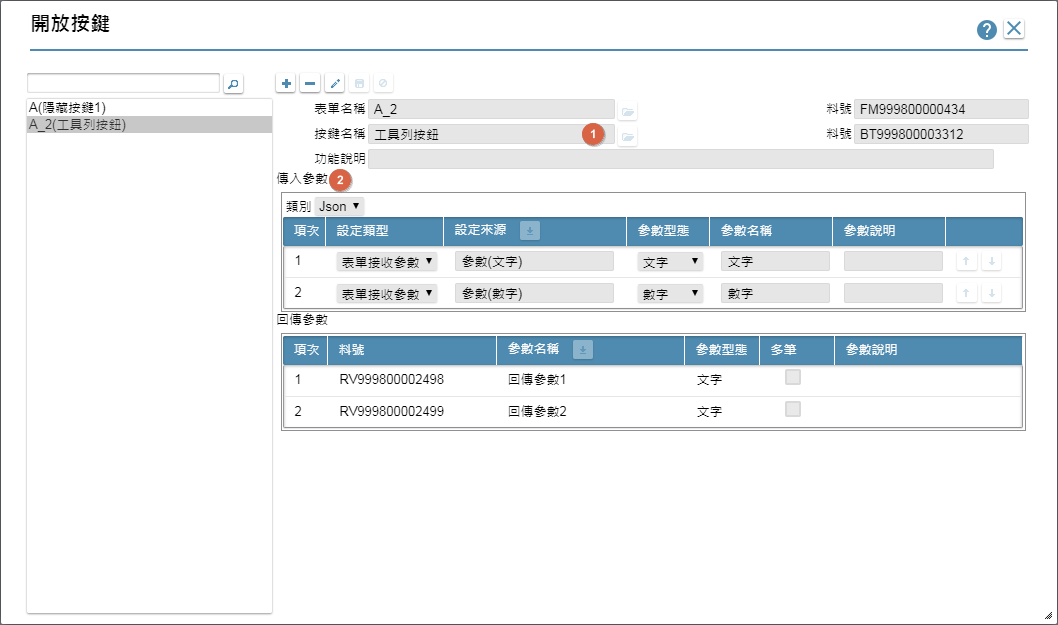 開放按鍵
?
A(隱藏按鍵1)
A_2(工具列按鈕)
表單名稱 A_2 料號 FM999800000434
按鍵名稱 工具列按鈕 1 料號 BT999800003312
功能說明
傳入參數 2
類別 Json
項次 設定類型 設定來源 參數型態 參數名稱 參數說明
1 表單接收參數 參數(文字) 文字 文字
2 表單接收參數 參數(數字) 數字 數字
回傳參數
項次 料號 參數名稱 參數型態 多筆 參數說明
1 RV999800002498 回傳參數1 文字
2 RV999800002499 回傳參數2 文字